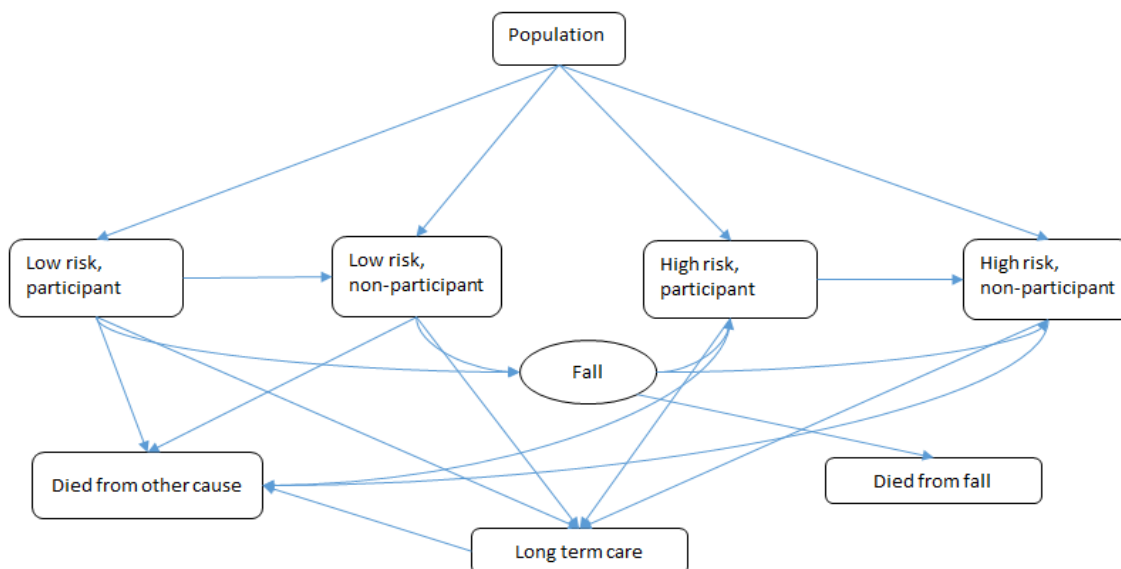 Population
Low risk,
participant
Low risk,
non-participant
High risk,
participant
High risk,
non-participant
Fall
Died from other cause
Died from fall
Long term care